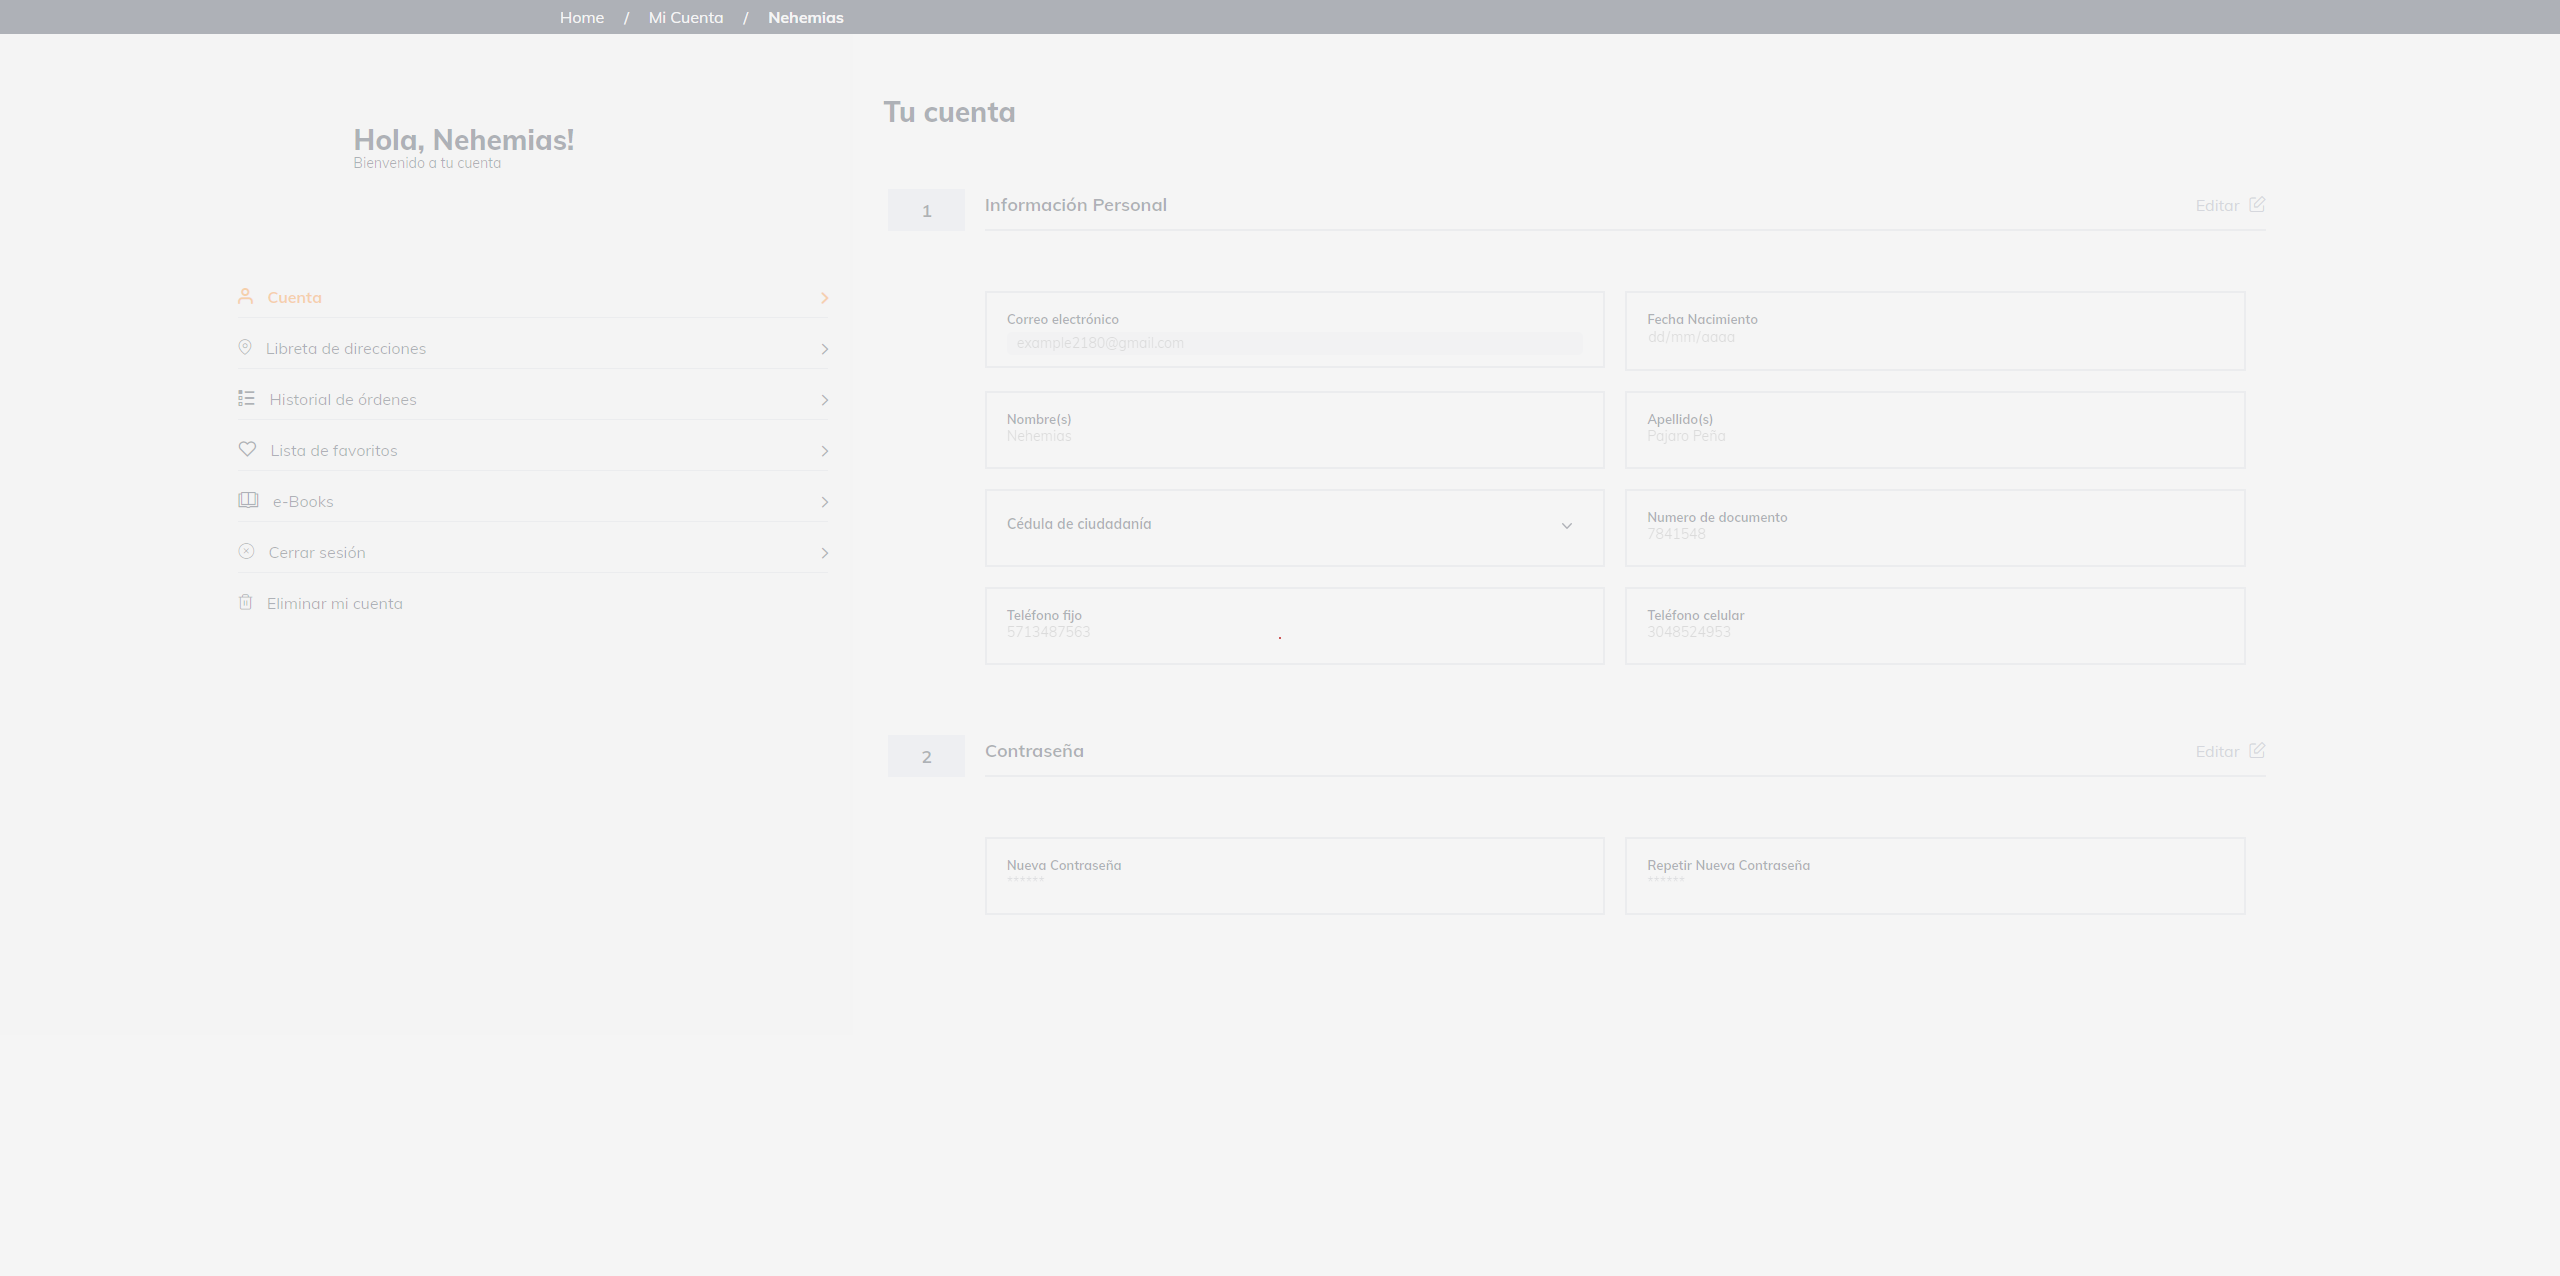 Home / Mi Cuenta / Nehemias
Hola, Nehemias!
Bienvenido a tu cuenta
Cuenta
Libreta de direcciones
Historial de órdenes
Lista de favoritos
e-Books
Cerrar sesión
Eliminar mi cuenta
Tu cuenta
1
Información Personal
Editar
Correo electrónico
example2180@gmail.com
Fecha Nacimiento
dd/mm/aaaa
Nombre(s)
Nehemias
Apellido(s)
Pajaro Peña
Cédula de ciudadanía
Numero de documento
7841548
Teléfono fijo
5713487563
Teléfono celular
3048524953
2
Contraseña
Editar
Nueva Contraseña
******
Repetir Nueva Contraseña
******